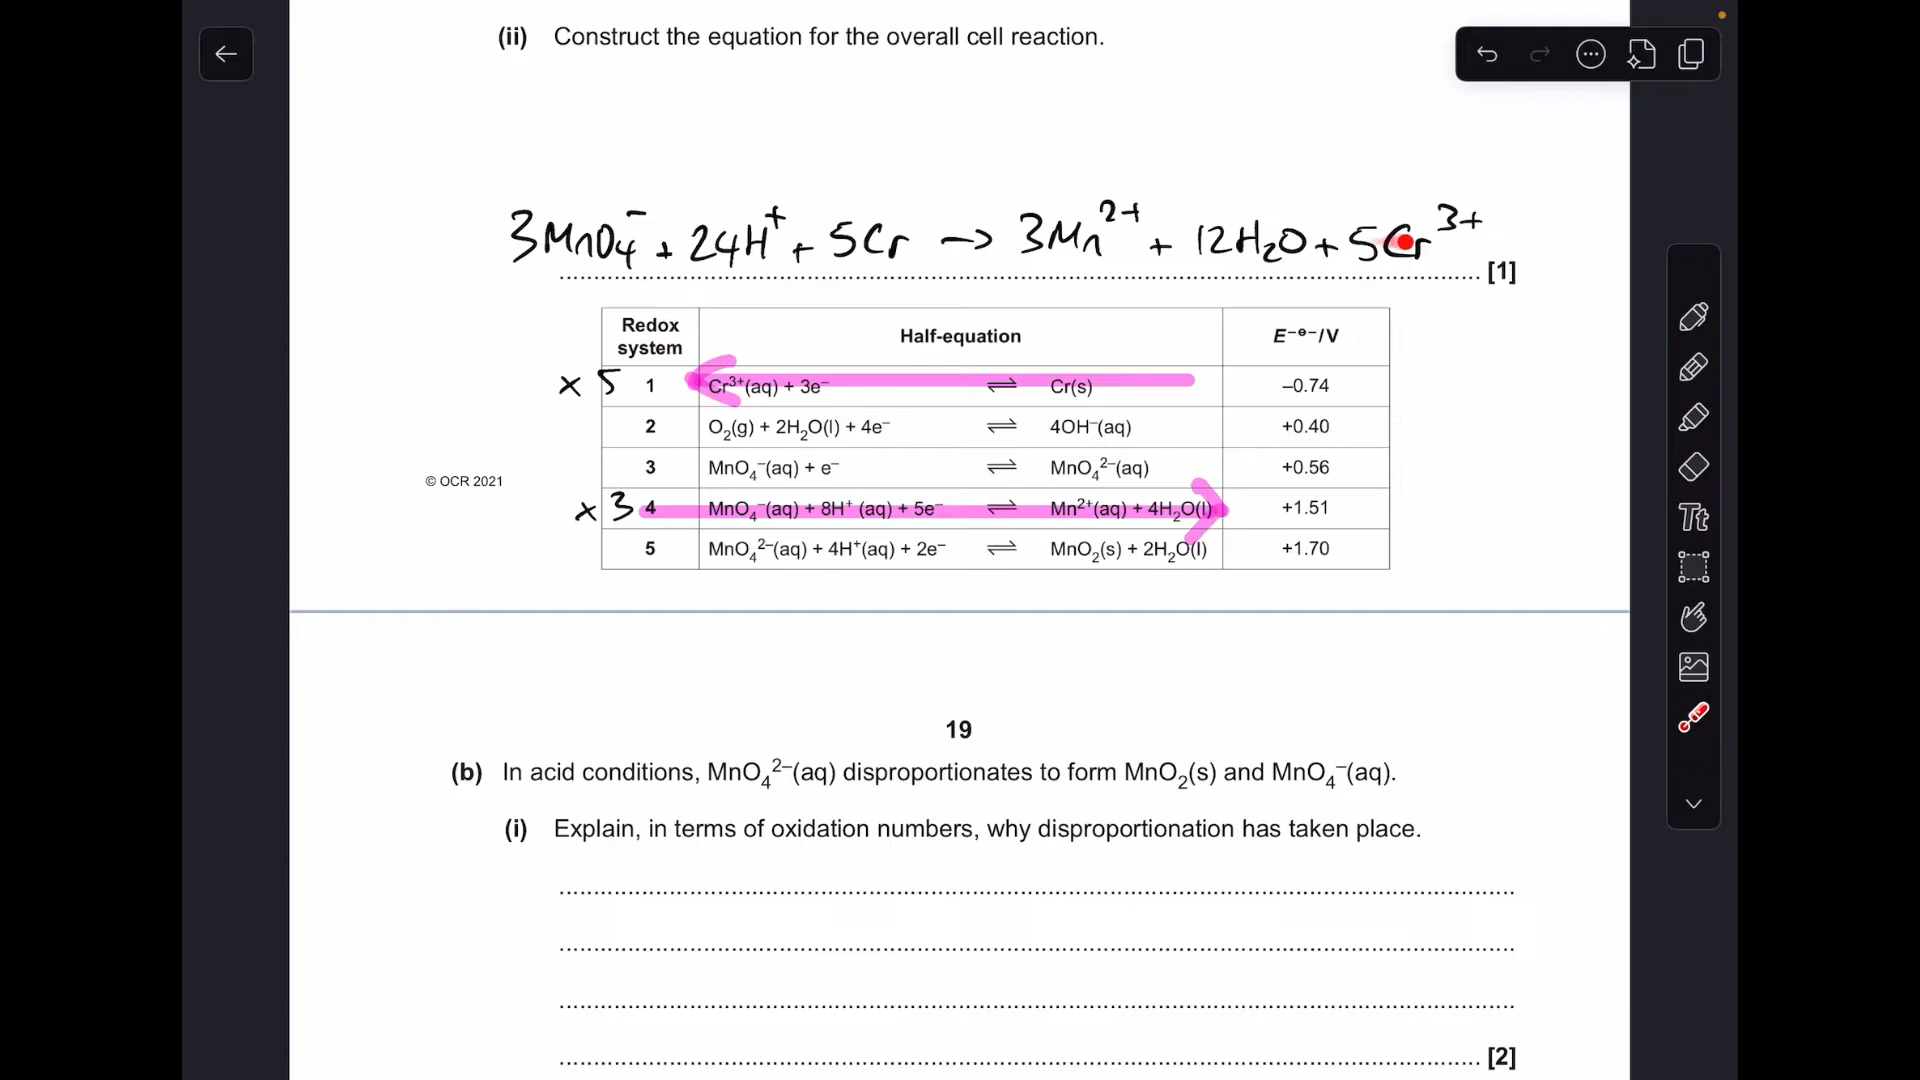 (ii) Construct the equation for the overall cell reaction.
3MnO₄⁻ + 24H⁺ + 5Cr → 3Mn²⁺ + 12H₂O + 5Cr³⁺
[1]
Redox system Half-equation E⁻ᶱ⁻/V
× 5 1 Cr³⁺(aq) + 3e⁻ ⇌ Cr(s) –0.74
2 O₂(g) + 2H₂O(l) + 4e⁻ ⇌ 4OH⁻(aq) +0.40
3 MnO₄⁻(aq) + e⁻ ⇌ MnO₄²⁻(aq) +0.56
© OCR 2021
× 3 4 MnO₄⁻(aq) + 8H⁺ (aq) + 5e⁻ ⇌ Mn²⁺(aq) + 4H₂O(l) +1.51
5 MnO₄²⁻(aq) + 4H⁺(aq) + 2e⁻ ⇌ MnO₂(s) + 2H₂O(l) +1.70
19
(b) In acid conditions, MnO₄²⁻(aq) disproportionates to form MnO₂(s) and MnO₄⁻(aq).
(i) Explain, in terms of oxidation numbers, why disproportionation has taken place.
[2]
Tt